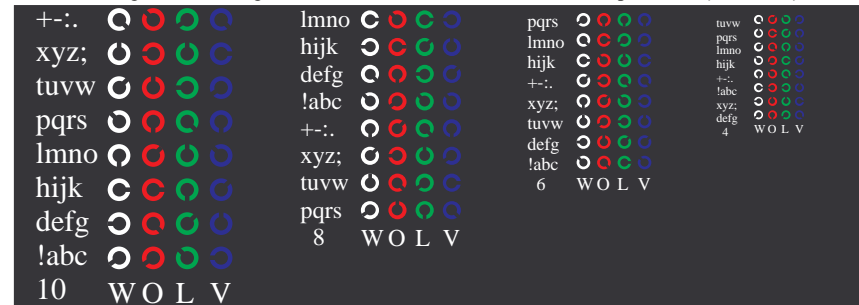 +-:.
xyz;
tuvw
pqrs
lmno
hijk
defg
!abc
10 W O L V
lmno
hijk
defg
!abc
+-:.
xyz;
tuvw
pqrs
8 W O L V
pqrs
lmno
hijk
+-:.
xyz;
tuvw
defg
!abc
6 W O L V
tuvw
pqrs
lmno
hijk
+-:.
!abc
xyz;
defg
4 W O L V